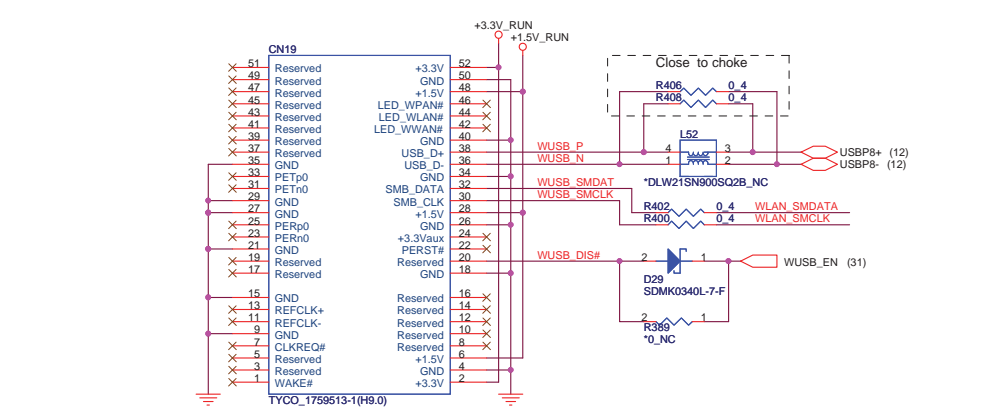 +3.3V_RUN
+1.5V_RUN
CN19
51 Reserved +3.3V 52
49 Reserved GND 50
47 Reserved +1.5V 48
45 Reserved LED_WPAN# 46
43 Reserved LED_WLAN# 44
41 Reserved LED_WWAN# 42
39 Reserved GND 40
37 Reserved USB_D+ 38
35 GND USB_D- 36
33 PETp0 GND 34
31 PETn0 SMB_DATA 32
29 GND SMB_CLK 30
27 GND +1.5V 28
25 PERp0 GND 26
23 PERn0 +3.3Vaux 24
21 GND PERST# 22
19 Reserved Reserved 20
17 Reserved GND 18
15 GND Reserved 16
13 REFCLK+ Reserved 14
11 REFCLK- Reserved 12
9 GND Reserved 10
7 CLKREQ# Reserved 8
5 Reserved +1.5V 6
3 Reserved GND 4
1 WAKE# +3.3V 2
TYCO_1759513-1(H9.0)
Close to choke
R406 0_4
R408 0_4
L52
WUSB_P 4 3 USBP8+ (12)
WUSB_N 1 2 USBP8- (12)
*DLW21SN900SQ2B_NC
WUSB_SMDAT
WUSB_SMCLK
R402 0_4 WLAN_SMDATA
R400 0_4 WLAN_SMCLK
WUSB_DIS# 2 1 WUSB_EN (31)
D29
SDMK0340L-7-F
2 1
R389
*0_NC